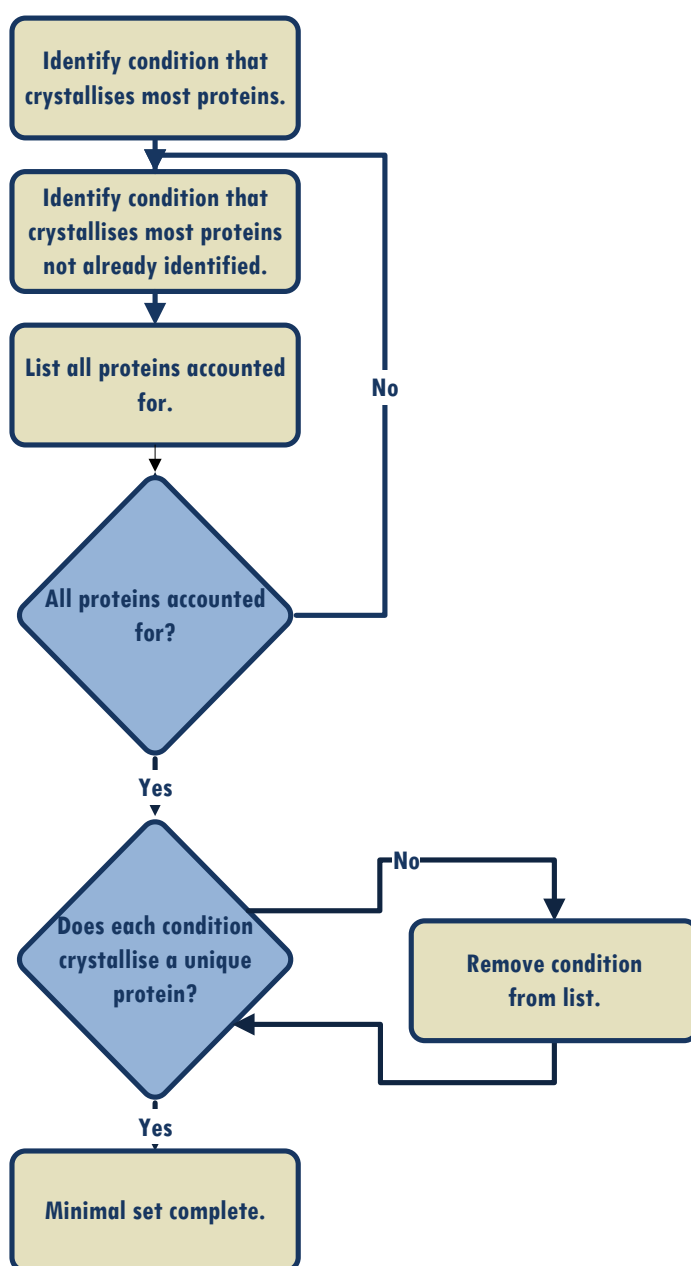 Identify condition that
crystallises most proteins.
Identify condition that
crystallises most proteins
not already identified.
List all proteins accounted
for.
No
All proteins accounted
for?
Yes
No
Does each condition
crystallise a unique
protein?
Remove condition
from list.
Yes
Minimal set complete.